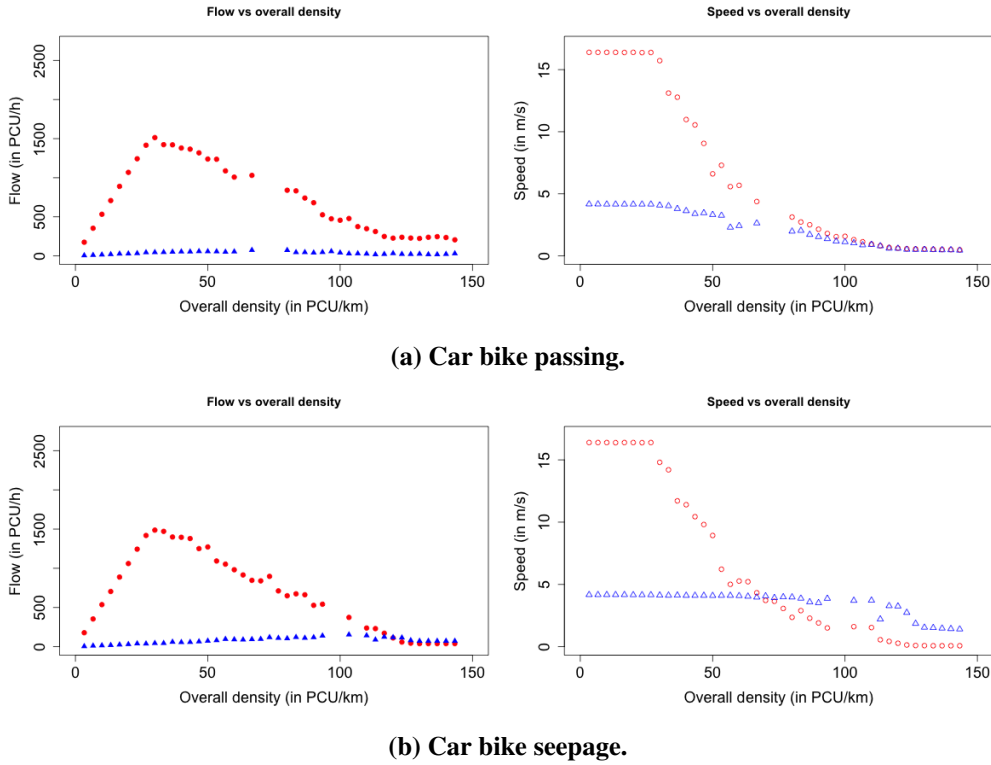 Flow vs overall density
Speed vs overall density
Flow (in PCU/h)
0 500 1500 2500
0 50 100 150
Overall density (in PCU/km)
Speed (in m/s)
0 5 10 15
0 50 100 150
Overall density (in PCU/km)
(a) Car bike passing.
Flow vs overall density
Speed vs overall density
Flow (in PCU/h)
0 500 1500 2500
0 50 100 150
Overall density (in PCU/km)
Speed (in m/s)
0 5 10 15
0 50 100 150
Overall density (in PCU/km)
(b) Car bike seepage.